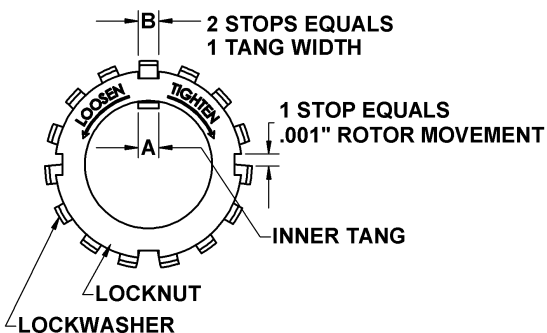 B
2 STOPS EQUALS
1 TANG WIDTH
LOOSEN
TIGHTEN
1 STOP EQUALS
.001" ROTOR MOVEMENT
A
INNER TANG
LOCKNUT
LOCKWASHER